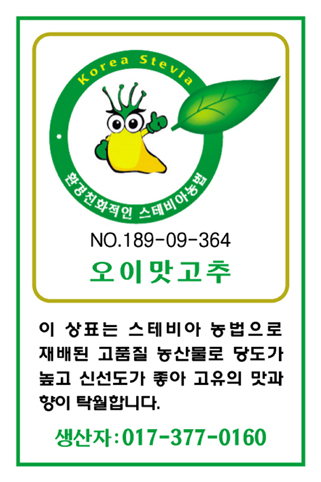 Korea Stevia
환경친화적인 스테비아농법
NO.189-09-364
오이맛고추
이 상표는 스테비아 농법으로
재배된 고품질 농산물로 당도가
높고 신선도가 좋아 고유의 맛과
향이 탁월합니다.
생산자:017-377-0160